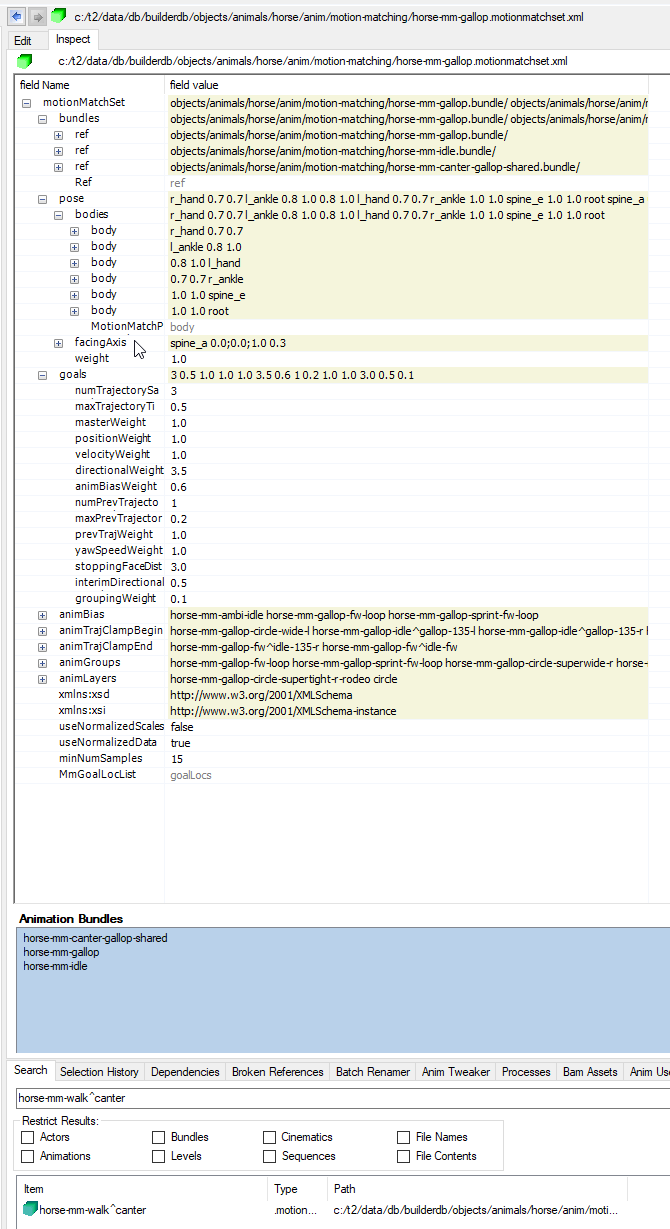 c:/t2/data/db/builderdb/objects/animals/horse/anim/motion-matching/horse-mm-gallop.motionmatchset.xml
Edit Inspect
c:/t2/data/db/builderdb/objects/animals/horse/anim/motion-matching/horse-mm-gallop.motionmatchset.xml
field Name field value
motionMatchSet objects/animals/horse/anim/motion-matching/horse-mm-gallop.bundle/ objects/animals/horse/anim/
bundles objects/animals/horse/anim/motion-matching/horse-mm-gallop.bundle/ objects/animals/horse/anim/
ref objects/animals/horse/anim/motion-matching/horse-mm-gallop.bundle/
ref objects/animals/horse/anim/motion-matching/horse-mm-idle.bundle/
ref objects/animals/horse/anim/motion-matching/horse-mm-canter-gallop-shared.bundle/
Ref ref
pose r_hand 0.7 0.7 l_ankle 0.8 1.0 0.8 1.0 l_hand 0.7 0.7 r_ankle 1.0 1.0 spine_e 1.0 1.0 root spine_a
bodies r_hand 0.7 0.7 l_ankle 0.8 1.0 0.8 1.0 l_hand 0.7 0.7 r_ankle 1.0 1.0 spine_e 1.0 1.0 root
body r_hand 0.7 0.7
body l_ankle 0.8 1.0
body 0.8 1.0 l_hand
body 0.7 0.7 r_ankle
body 1.0 1.0 spine_e
body 1.0 1.0 root
MotionMatchP body
facingAxis spine_a 0.0;0.0;1.0 0.3
weight 1.0
goals 3 0.5 1.0 1.0 1.0 3.5 0.6 1 0.2 1.0 1.0 3.0 0.5 0.1
numTrajectorySa 3
maxTrajectoryTi 0.5
masterWeight 1.0
positionWeight 1.0
velocityWeight 1.0
directionalWeight 3.5
animBiasWeight 0.6
numPrevTrajecto 1
maxPrevTrajector 0.2
prevTrajWeight 1.0
yawSpeedWeight 1.0
stoppingFaceDist 3.0
interimDirectional 0.5
groupingWeight 0.1
animBias horse-mm-ambi-idle horse-mm-gallop-fw-loop horse-mm-gallop-sprint-fw-loop
animTrajClampBegin horse-mm-gallop-circle-wide-l horse-mm-gallop-idle^gallop-135-l horse-mm-gallop-idle^gallop-135-r
animTrajClampEnd horse-mm-gallop-fw^idle-135-r horse-mm-gallop-fw^idle-fw
animGroups horse-mm-gallop-fw-loop horse-mm-gallop-sprint-fw-loop horse-mm-gallop-circle-superwide-r horse-
animLayers horse-mm-gallop-circle-supertight-r-rodeo circle
xmlns:xsd http://www.w3.org/2001/XMLSchema
xmlns:xsi http://www.w3.org/2001/XMLSchema-instance
useNormalizedScales false
useNormalizedData true
minNumSamples 15
MmGoalLocList goalLocs
Animation Bundles
horse-mm-canter-gallop-shared
horse-mm-gallop
horse-mm-idle
Search Selection History Dependencies Broken References Batch Renamer Anim Tweaker Processes Bam Assets Anim Us
horse-mm-walk^canter
Restrict Results:
Actors Bundles Cinematics File Names
Animations Levels Sequences File Contents
Item Type Path
horse-mm-walk^canter .motion... c:/t2/data/db/builderdb/objects/animals/horse/anim/moti...